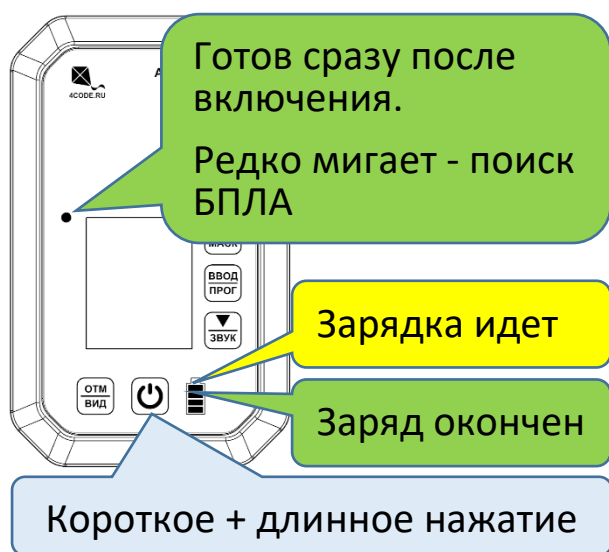 Готов сразу после
включения.
Редко мигает - поиск
БПЛА
4CODE.RU
ВВОД
ПРОГ
ЗВУК
Зарядка идет
ОТМ
ВИД
Заряд окончен
Короткое + длинное нажатие